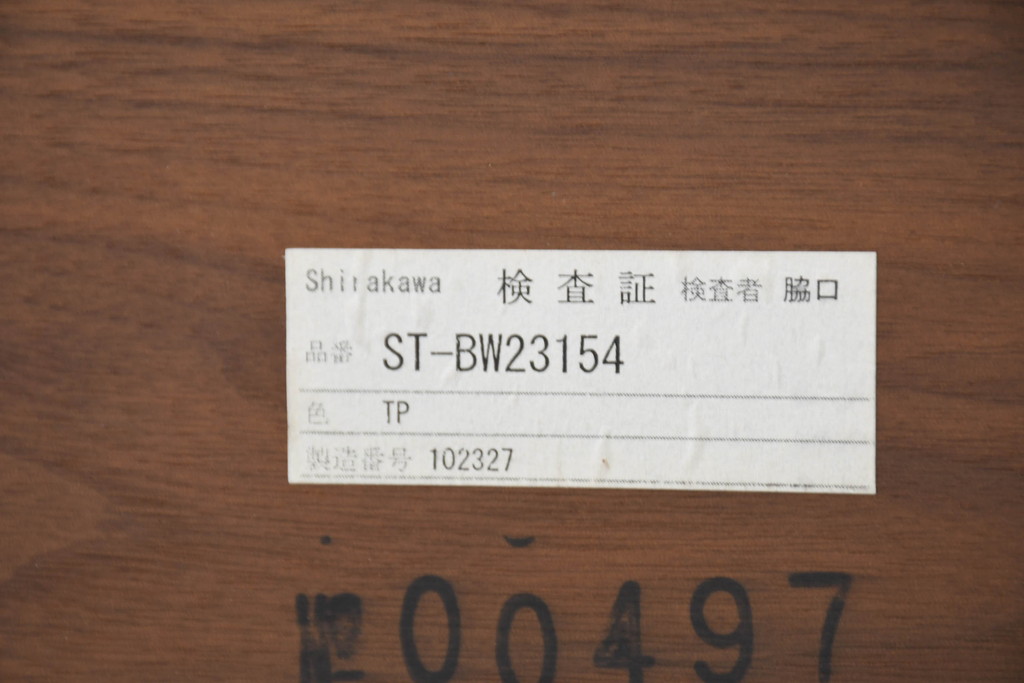 Shirakawa 検査証 検査者 脇口
品番 ST-BW23154
色 TP
製造番号 102327
00497